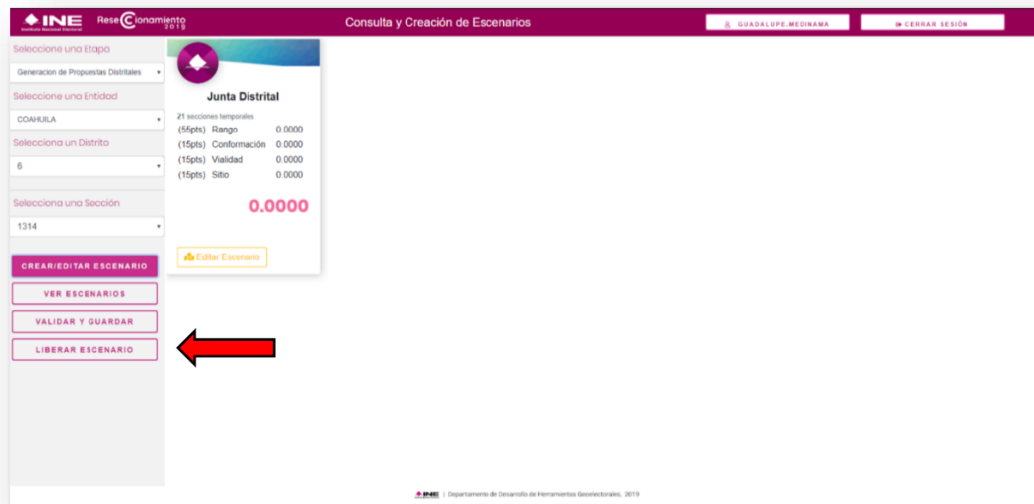 INE
Instituto Nacional Electoral
Reseccionamiento
2019
Consulta y Creación de Escenarios
GUADALUPE.MEDINAMA
CERRAR SESIÓN
Seleccione una Etapa
Generacion de Propuestas Distritales
Seleccione una Entidad
COAHUILA
Selecciona un Distrito
6
Selecciona una Sección
1314
CREAR/EDITAR ESCENARIO
VER ESCENARIOS
VALIDAR Y GUARDAR
LIBERAR ESCENARIO
Junta Distrital
21 secciones temporales
(55pts) Rango 0.0000
(15pts) Conformación 0.0000
(15pts) Vialidad 0.0000
(15pts) Sitio 0.0000
0.0000
Editar Escenario
INE | Departamento de Desarrollo de Herramientas Geoelectorales, 2019